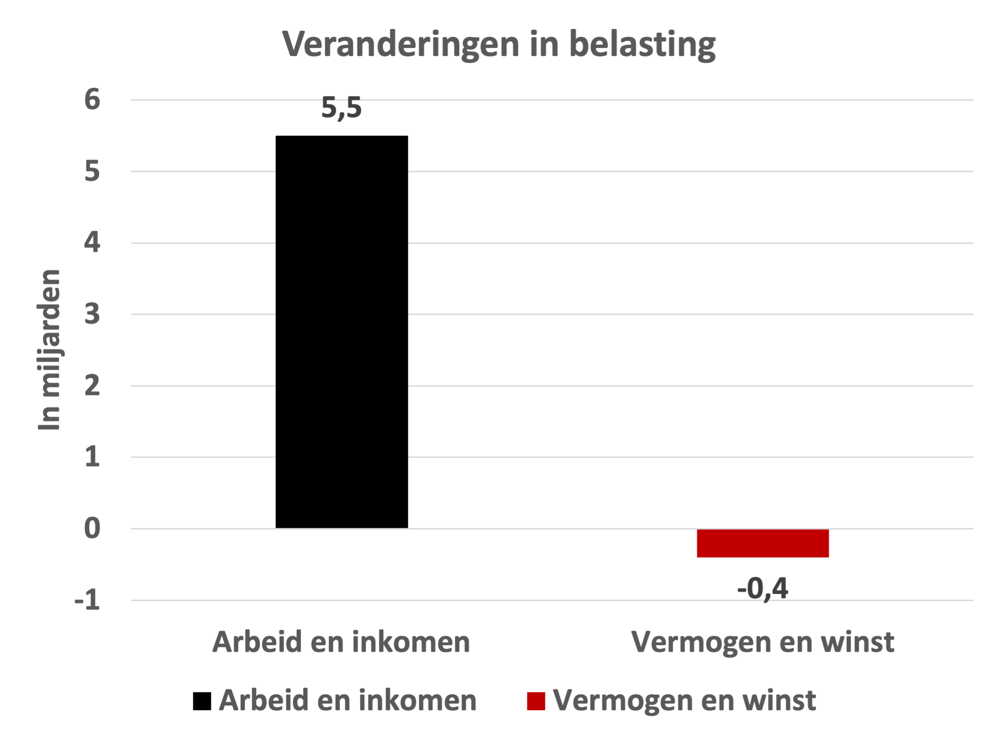 Veranderingen in belasting
In miljarden
6
5
4
3
2
1
0
-1
5,5
-0,4
Arbeid en inkomen
Vermogen en winst
Arbeid en inkomen
Vermogen en winst